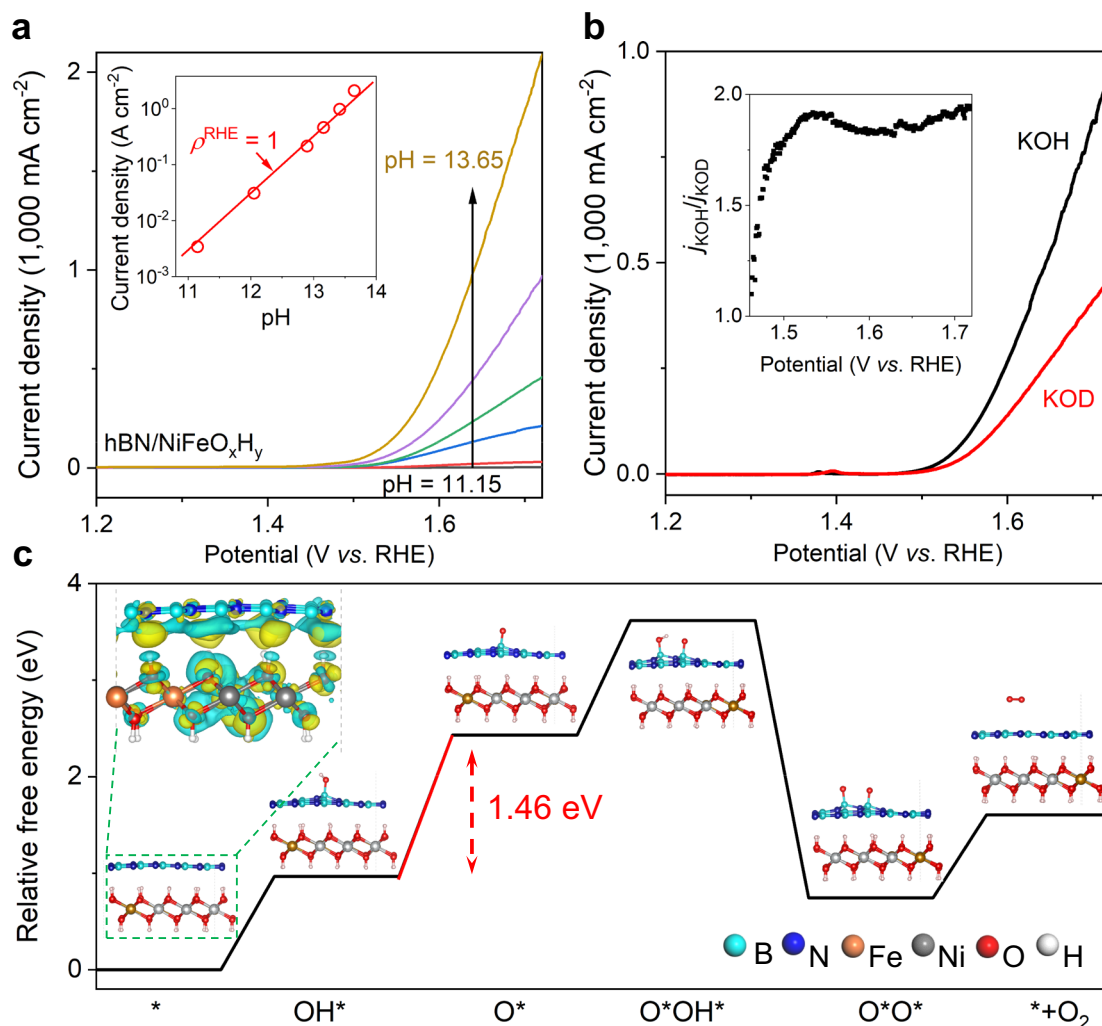 a
Current density (1,000 mA cm⁻²)
2
1
0
Current density (A cm⁻²)
10⁰
10⁻¹
10⁻²
10⁻³
ρᴿᴴᴱ = 1
11 12 13 14
pH
pH = 13.65
hBN/NiFeOₓHᵧ
pH = 11.15
1.2 1.4 1.6
Potential (V vs. RHE)
b
Current density (1,000 mA cm⁻²)
1.0
0.5
0.0
j_KOH/j_KOD
2.0
1.5
1.0
1.5 1.6 1.7
Potential (V vs. RHE)
KOH
KOD
1.2 1.4 1.6
Potential (V vs. RHE)
c
Relative free energy (eV)
4
3
2
1
0
1.46 eV
B N Fe Ni O H
* OH* O* O*OH* O*O* *+O₂